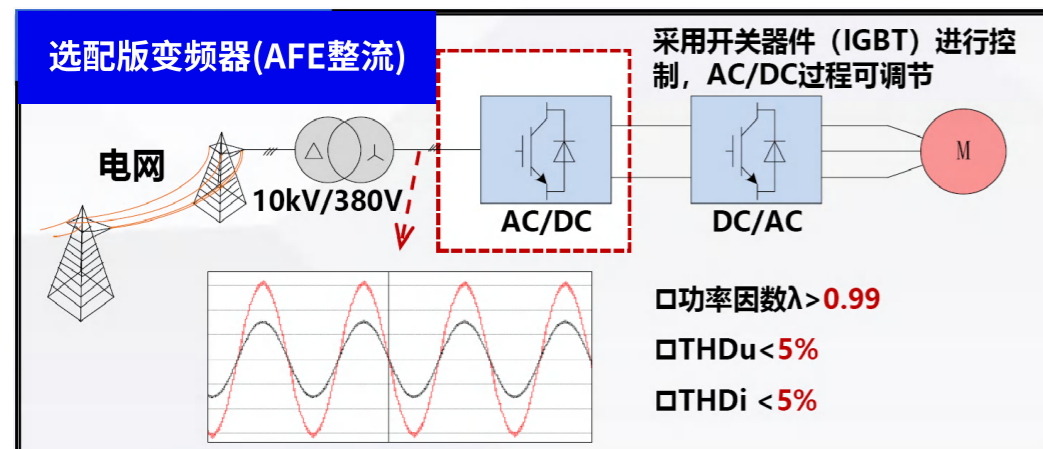 选配版变频器(AFE整流)
采用开关器件（IGBT）进行控
制，AC/DC过程可调节
电网
10kV/380V
AC/DC
DC/AC
M
□功率因数λ>0.99
□THDu<5%
□THDi <5%